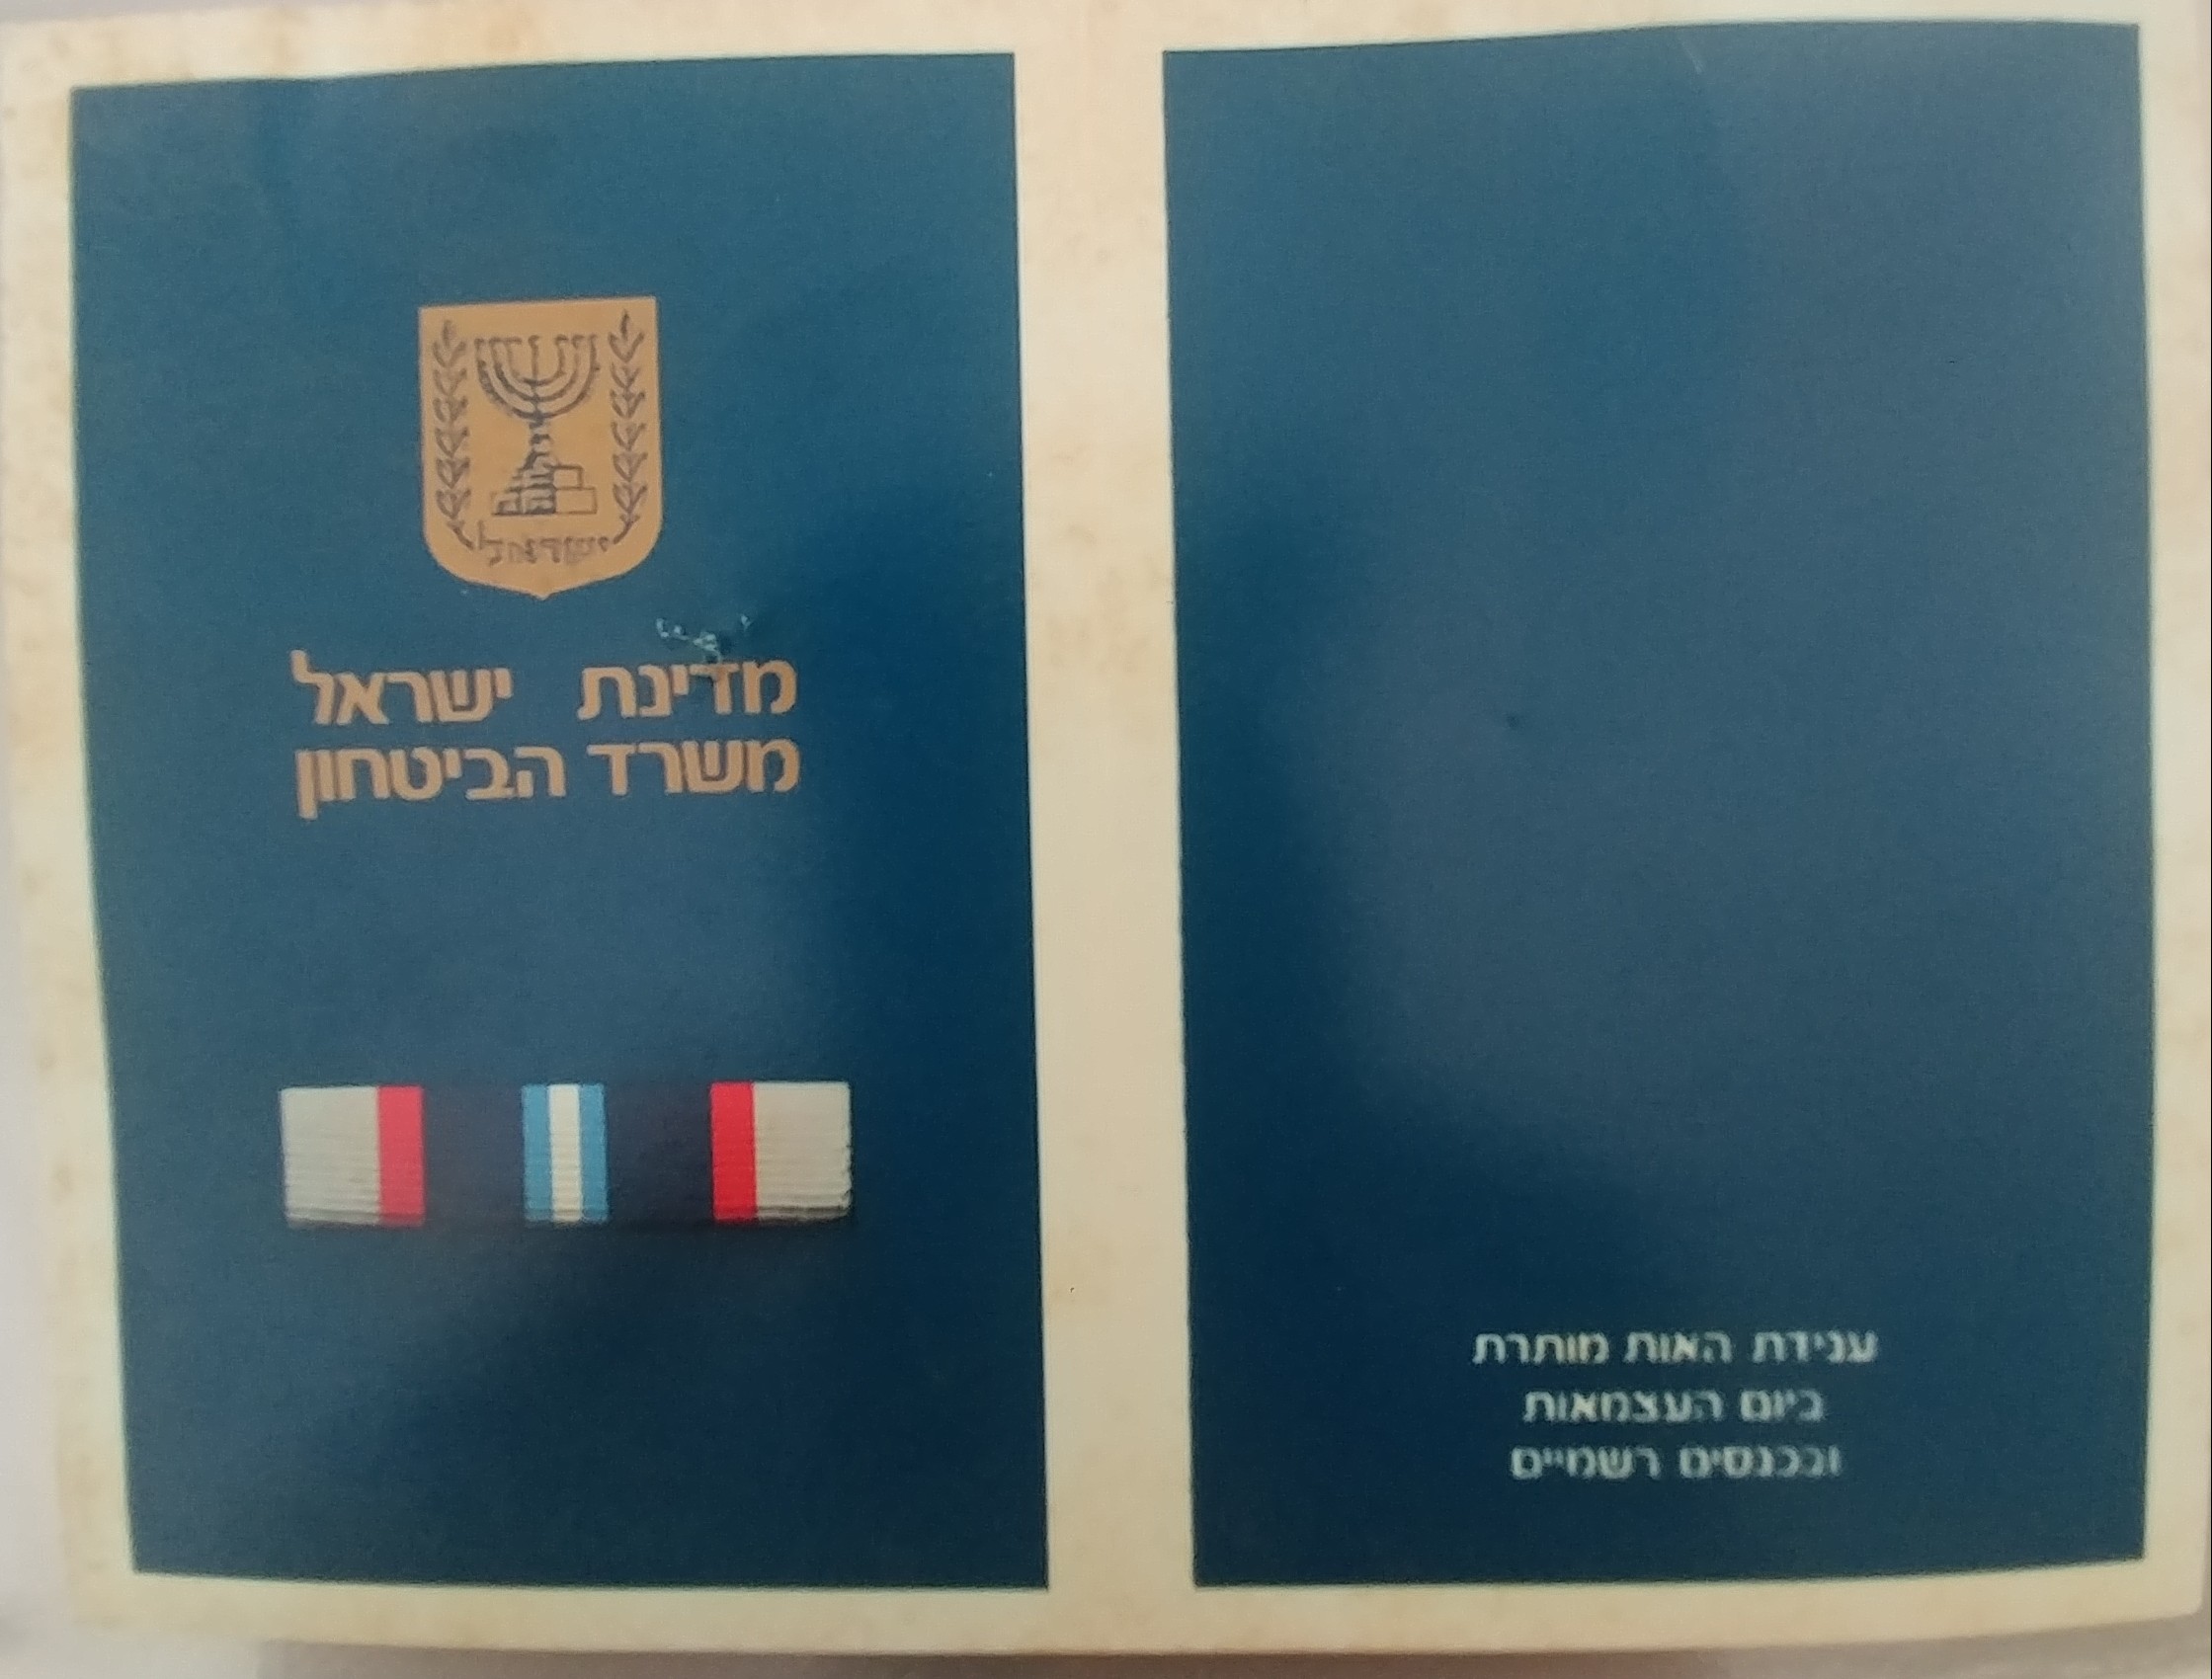 ישראל
מדינת ישראל
משרד הביטחון
ענידת האות מותרת
ביום העצמאות
ובכנסים רשמיים